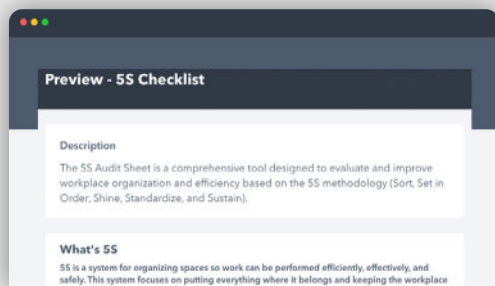 Preview - 5S Checklist
Description
The 5S Audit Sheet is a comprehensive tool designed to evaluate and improve
workplace organization and efficiency based on the 5S methodology (Sort, Set in
Order, Shine, Standardize, and Sustain).
What's 5S
5S is a system for organizing spaces so work can be performed efficiently, effectively, and
safely. This system focuses on putting everything where it belongs and keeping the workplace